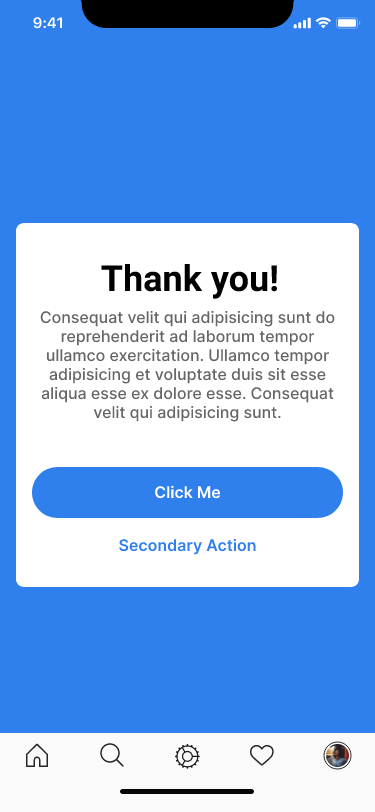 9:41
Thank you!
Consequat velit qui adipisicing sunt do
reprehenderit ad laborum tempor
ullamco exercitation. Ullamco tempor
adipisicing et voluptate duis sit esse
aliqua esse ex dolore esse. Consequat
velit qui adipisicing sunt.
Click Me
Secondary Action